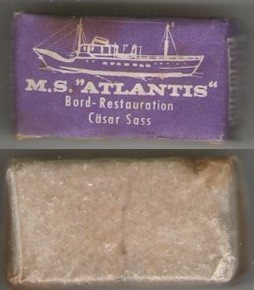 M.S. "ATLANTIS“
Bord-Restauration
Cäsar Sass